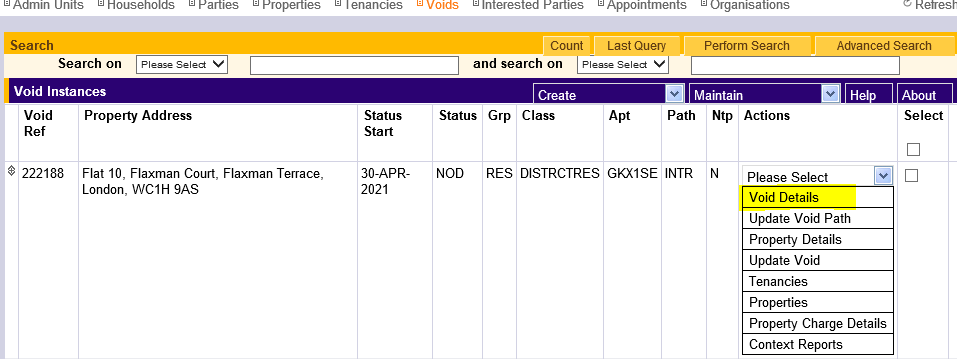 Admin Units Households Parties Properties Tenancies Voids Interested Parties Appointments Organisations Refresh
Search Count Last Query Perform Search Advanced Search
Search on Please Select and search on Please Select
Void Instances Create Maintain Help About
Void Ref Property Address Status Start Status Grp Class Apt Path Ntp Actions Select
222188 Flat 10, Flaxman Court, Flaxman Terrace, 30-APR- NOD RES DISTRCTRES GKX1SE INTR N Please Select
London, WC1H 9AS 2021
Void Details
Update Void Path
Property Details
Update Void
Tenancies
Properties
Property Charge Details
Context Reports